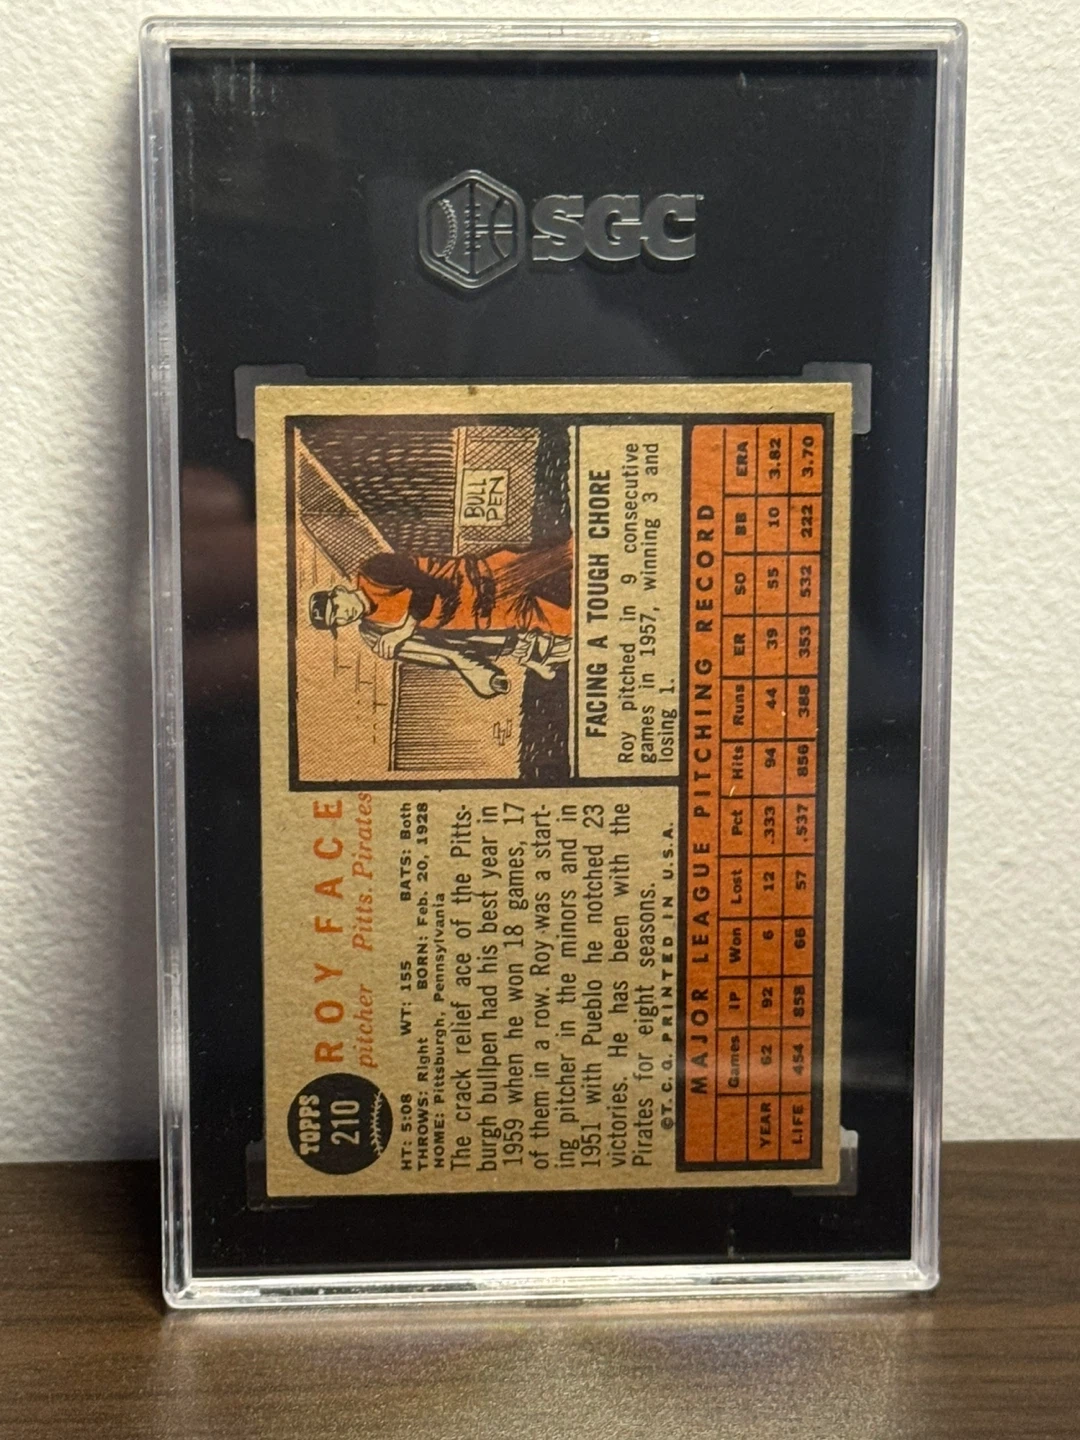 SGC
TOPPS
210
ROY FACE
pitcher Pitts. Pirates
HT: 5:08 WT: 155 BATS: Both
THROWS: Right BORN: Feb. 20, 1928
HOME: Pittsburgh, Pennsylvania
The crack relief ace of the Pitts-
burgh bullpen had his best year in
1959 when he won 18 games, 17
of them in a row. Roy was a start-
ing pitcher in the minors and in
1951 with Pueblo he notched 23
victories. He has been with the
Pirates for eight seasons.
©T.C.G. PRINTED IN U.S.A.
BULL
PEN
FACING A TOUGH CHORE
Roy pitched in 9 consecutive
games in 1957, winning 3 and
losing 1.
MAJOR LEAGUE PITCHING RECORD
Games IP Won Lost Pct Hits Runs ER SO BB ERA
YEAR 62 92 6 12 .333 94 44 39 55 10 3.82
LIFE 454 858 66 57 .537 856 388 353 532 222 3.70